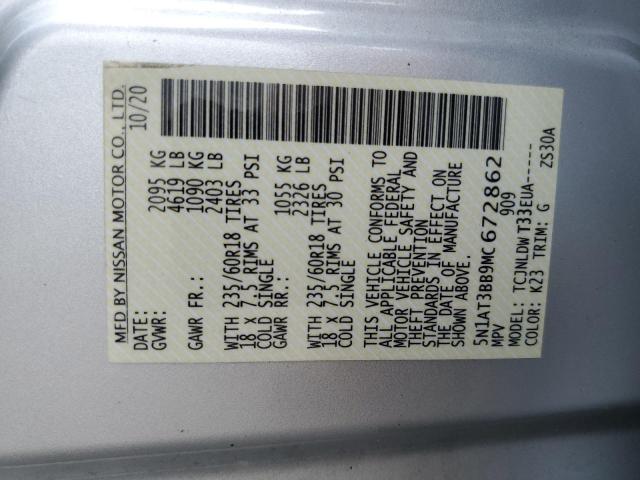 MFD BY NISSAN MOTOR CO., LTD.
DATE: 10/20
GVWR: 2095 KG
4619 LB
GAWR FR.: 1090 KG
2403 LB
WITH 235/60R18 TIRES
18 X 7.5 RIMS AT 33 PSI
COLD SINGLE
GAWR RR.: 1055 KG
2326 LB
WITH 235/60R18 TIRES
18 X 7.5 RIMS AT 30 PSI
COLD SINGLE
THIS VEHICLE CONFORMS TO
ALL APPLICABLE FEDERAL
MOTOR VEHICLE SAFETY AND
THEFT PREVENTION
STANDARDS IN EFFECT ON
THE DATE OF MANUFACTURE
SHOWN ABOVE.
5N1AT3BB9MC672862
MPV 909
MODEL: TCJNLDW T33EUA-----
COLOR: K23 TRIM: G ZS30A